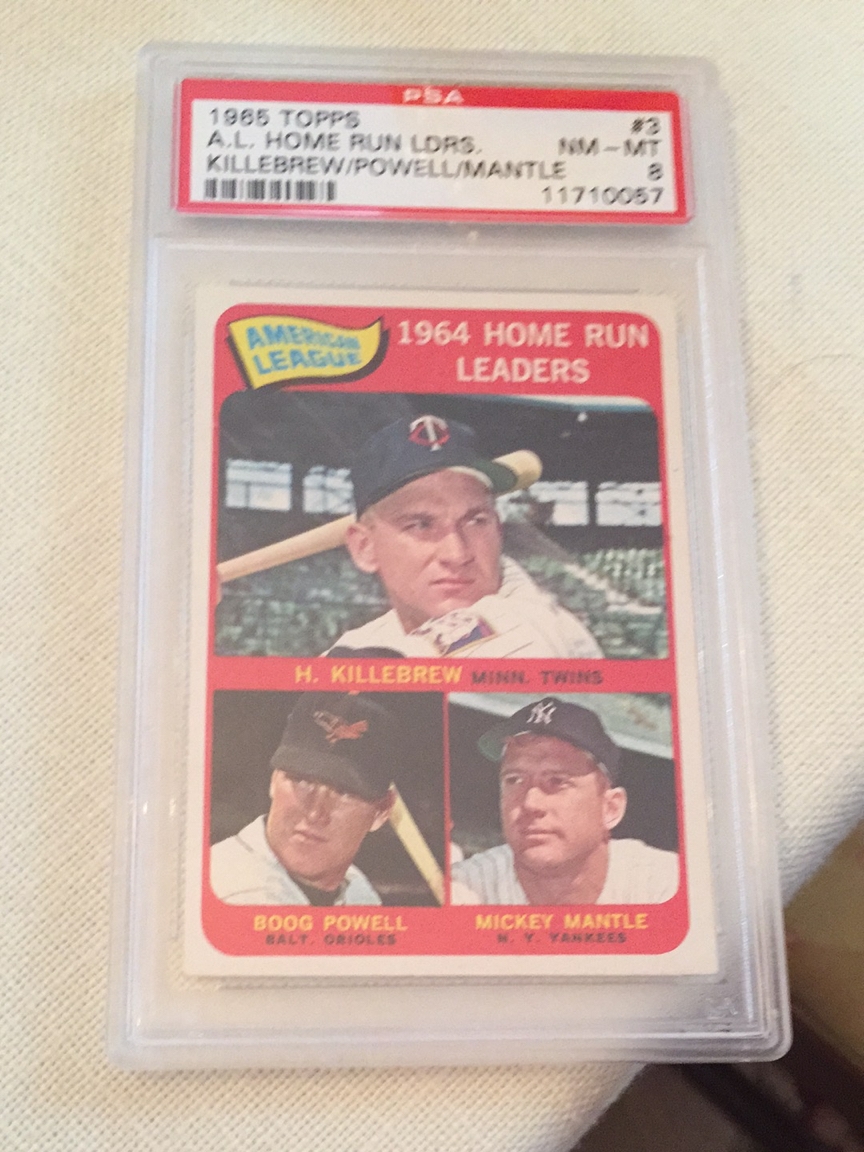 PSA
1965 TOPPS #3
A.L. HOME RUN LDRS. NM-MT
KILLEBREW/POWELL/MANTLE 8
11710057
AMERICAN
LEAGUE
1964 HOME RUN
LEADERS
H. KILLEBREW MINN. TWINS
BOOG POWELL
BALT. ORIOLES
MICKEY MANTLE
N. Y. YANKEES